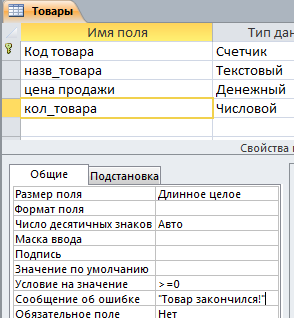 Товары
Имя поля Тип дан
Код товара Счетчик
назв_товара Текстовый
цена продажи Денежный
кол_товара Числовой
Свойства п
Общие Подстановка
Размер поля Длинное целое
Формат поля
Число десятичных знаков Авто
Маска ввода
Подпись
Значение по умолчанию
Условие на значение >=0
Сообщение об ошибке "Товар закончился!"
Обязательное поле Нет